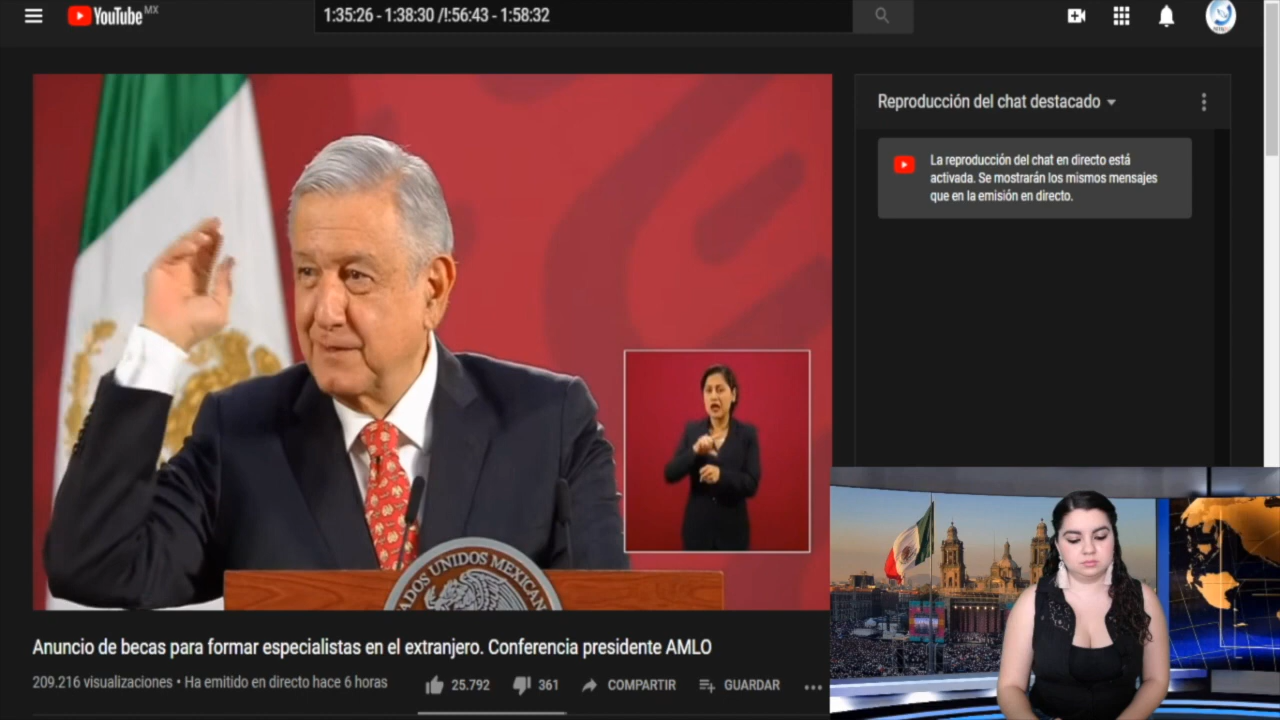 YouTube MX
1:35:26 - 1:38:30 /!:56:43 - 1:58:32
Reproducción del chat destacado
La reproducción del chat en directo está
activada. Se mostrarán los mismos mensajes
que en la emisión en directo.
ADOS UNIDOS MEXICAN
Anuncio de becas para formar especialistas en el extranjero. Conferencia presidente AMLO
209.216 visualizaciones • Ha emitido en directo hace 6 horas
25.792
361
COMPARTIR
GUARDAR